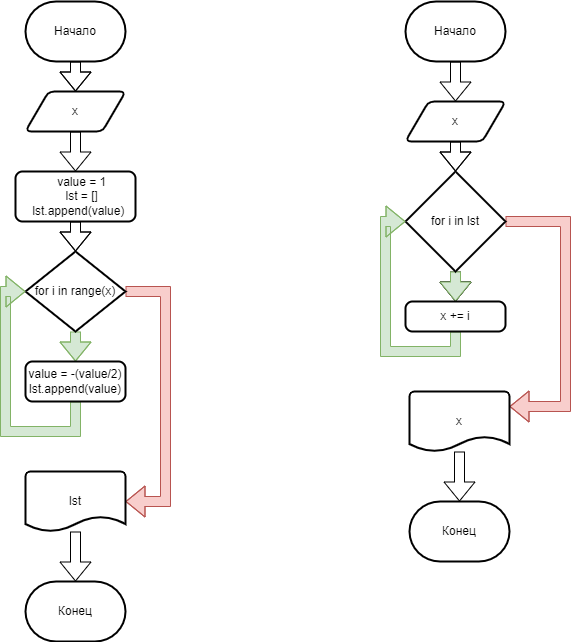 Начало
x
value = 1
lst = []
lst.append(value)
for i in range(x)
value = -(value/2)
lst.append(value)
lst
Конец
Начало
x
for i in lst
x += i
x
Конец